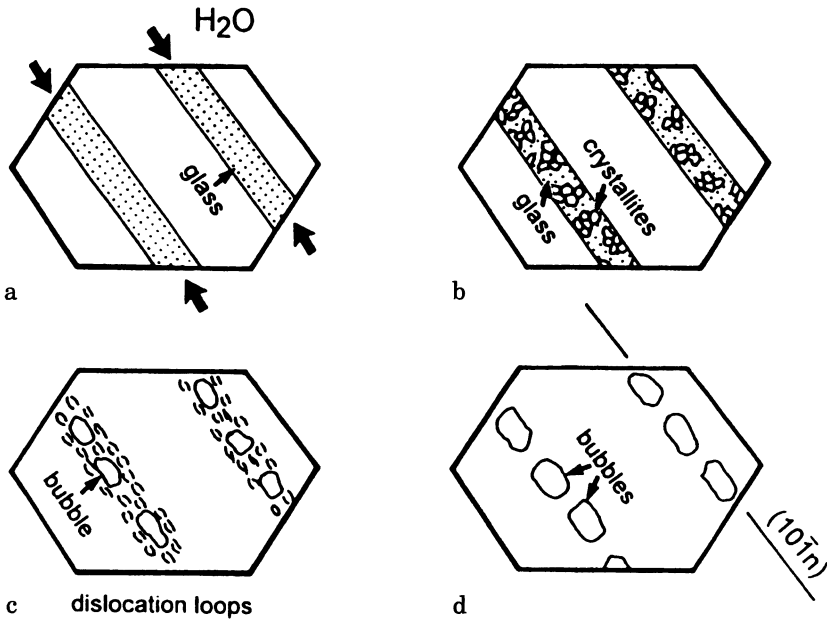 H₂O
glass
a
crystallites
glass
b
bubble
c
dislocation loops
bubbles
d
(101̄n)